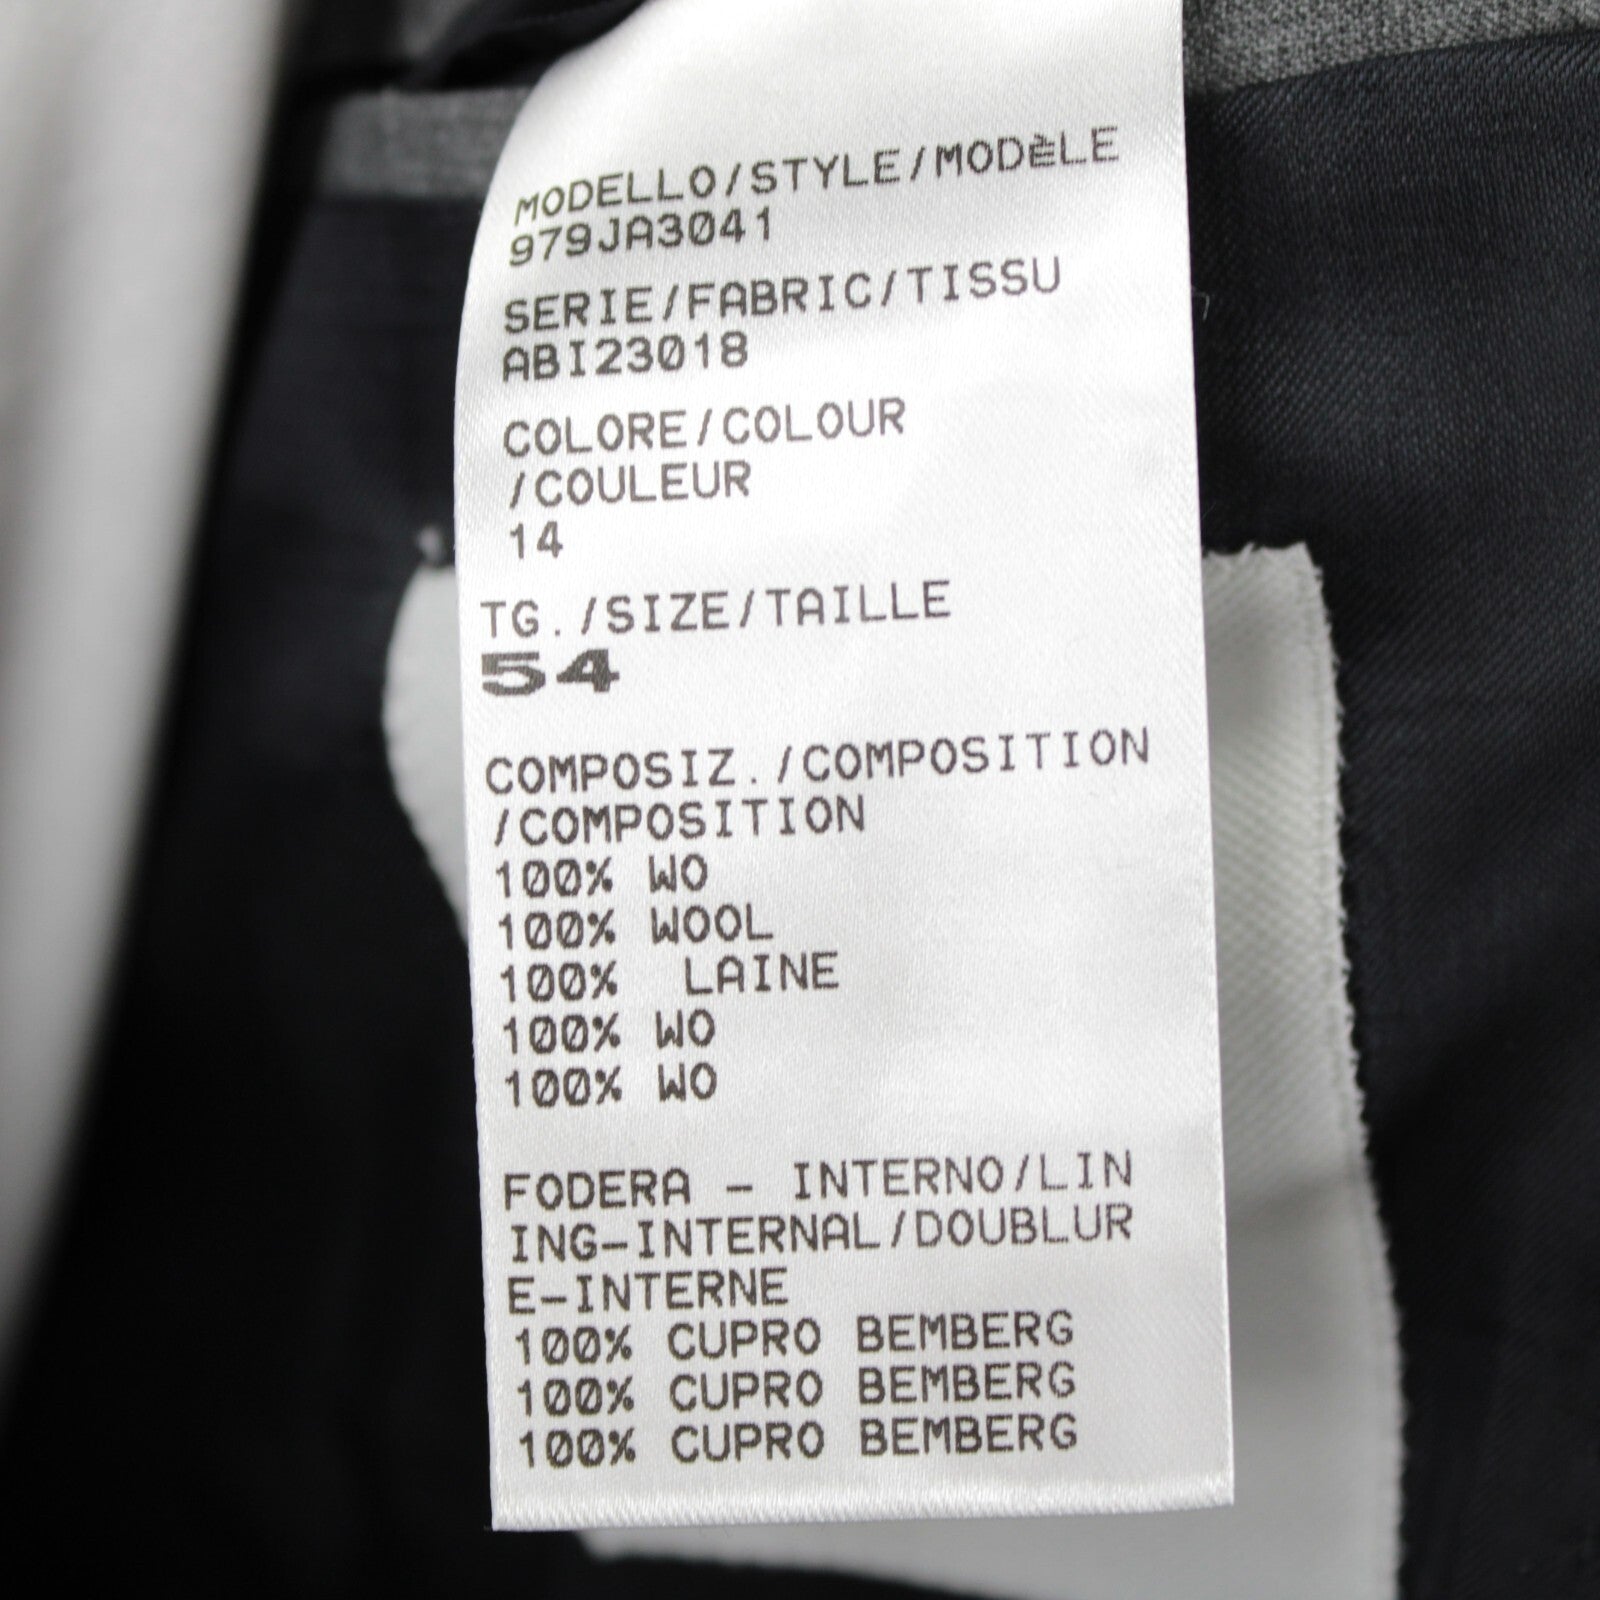 MODELLO/STYLE/MODèLE
979JA3041
SERIE/FABRIC/TISSU
ABI23018
COLORE/COLOUR
/COULEUR
14
TG./SIZE/TAILLE
54
COMPOSIZ./COMPOSITION
/COMPOSITION
100% WO
100% WOOL
100% LAINE
100% WO
100% WO
FODERA - INTERNO/LIN
ING-INTERNAL/DOUBLUR
E-INTERNE
100% CUPRO BEMBERG
100% CUPRO BEMBERG
100% CUPRO BEMBERG